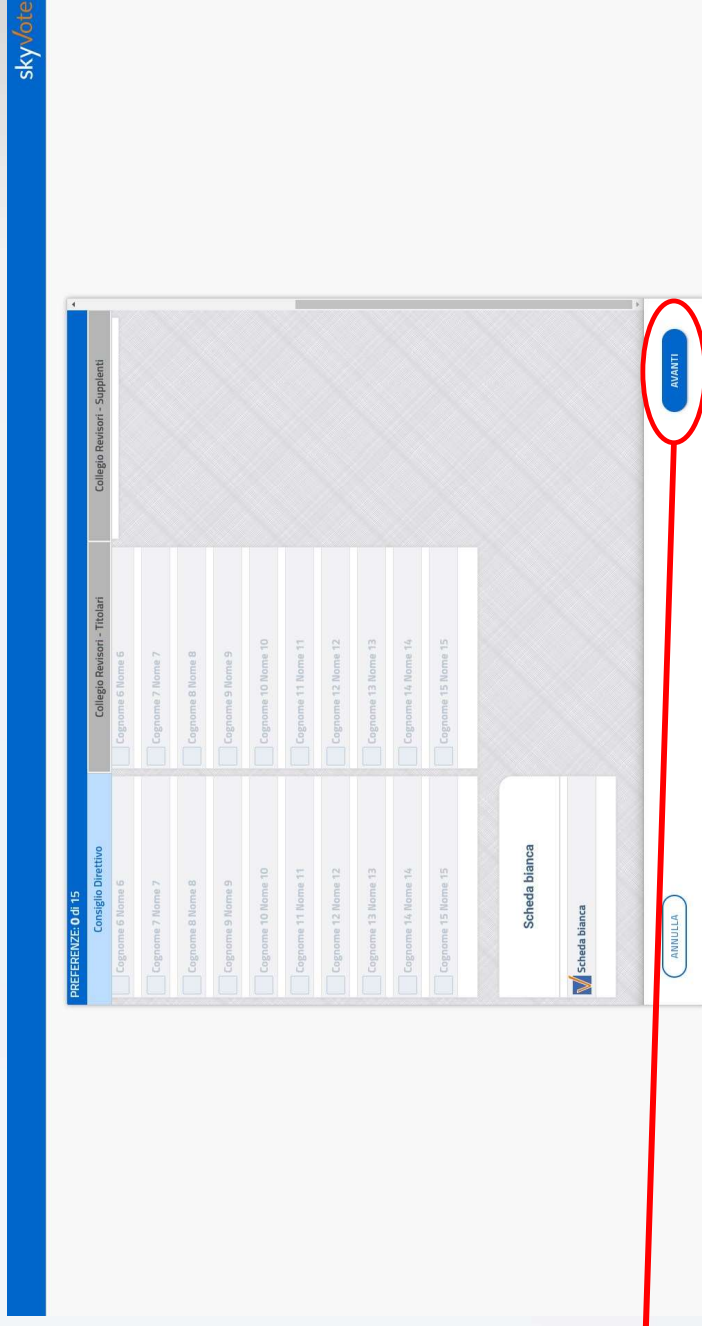 skyVote
PREFERENZE: 0 di 15
Consiglio Direttivo
Collegio Revisori - Titolari
Collegio Revisori - Supplenti
Cognome 6 Nome 6
Cognome 7 Nome 7
Cognome 8 Nome 8
Cognome 9 Nome 9
Cognome 10 Nome 10
Cognome 11 Nome 11
Cognome 12 Nome 12
Cognome 13 Nome 13
Cognome 14 Nome 14
Cognome 15 Nome 15
Cognome 6 Nome 6
Cognome 7 Nome 7
Cognome 8 Nome 8
Cognome 9 Nome 9
Cognome 10 Nome 10
Cognome 11 Nome 11
Cognome 12 Nome 12
Cognome 13 Nome 13
Cognome 14 Nome 14
Cognome 15 Nome 15
Scheda bianca
Scheda bianca
ANNULLA
AVANTI